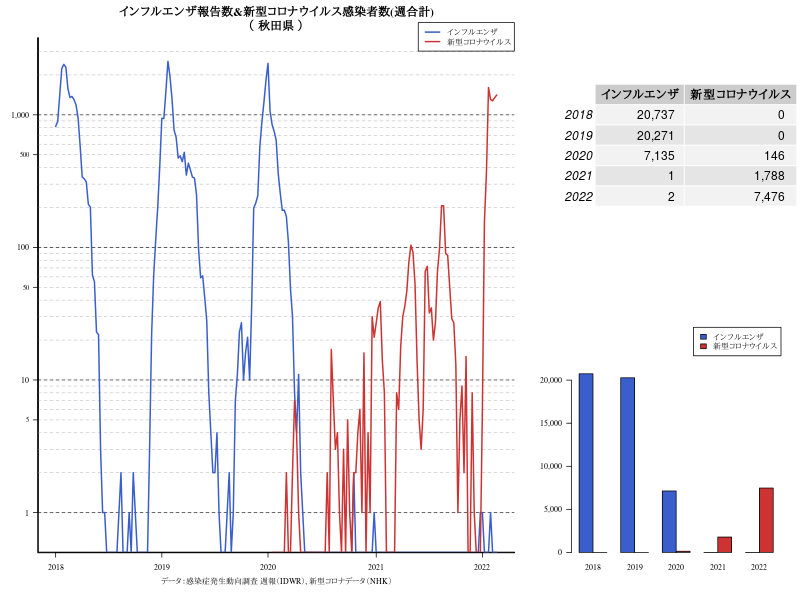 インフルエンザ報告数&新型コロナウイルス感染者数(週合計)
（ 秋田県 ）
インフルエンザ
新型コロナウイルス
1,000
500
100
50
10
5
1
2018 2019 2020 2021 2022
データ：感染症発生動向調査 週報（IDWR）、新型コロナデータ（NHK）
インフルエンザ 新型コロナウイルス
2018 20,737 0
2019 20,271 0
2020 7,135 146
2021 1 1,788
2022 2 7,476
インフルエンザ
新型コロナウイルス
20,000
15,000
10,000
5,000
0
2018 2019 2020 2021 2022